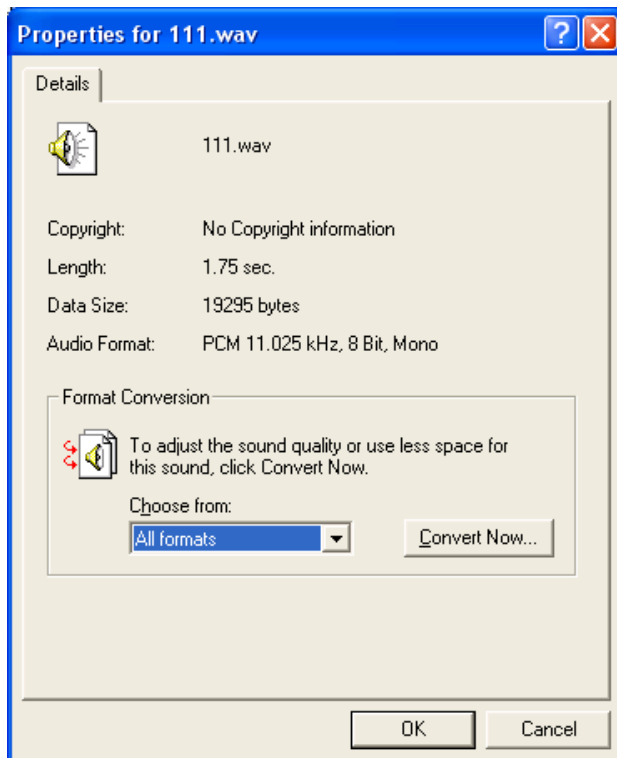 Properties for 111.wav
Details
111.wav
Copyright: No Copyright information
Length: 1.75 sec.
Data Size: 19295 bytes
Audio Format: PCM 11.025 kHz, 8 Bit, Mono
Format Conversion
To adjust the sound quality or use less space for
this sound, click Convert Now.
Choose from:
All formats
Convert Now...
OK
Cancel